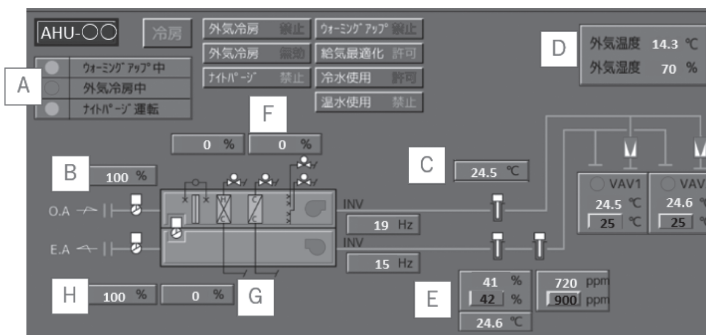 AHU-○○ 冷房
外気冷房 禁止 ウォーミングアップ 禁止
外気冷房 給気最適化 許可
ナイトパージ 禁止 冷水使用 許可
温水使用 禁止
A
ウォーミングアップ中
外気冷房中
ナイトパージ運転
D
外気温度 14.3 ℃
外気湿度 70 %
F
0 % 0 %
B
100 %
C
24.5 ℃
O.A
INV
19 Hz
E.A
INV
15 Hz
H/C
C/C
VAV1
24.5 ℃
25 ℃
VAV
24.6 ℃
25 ℃
H
100 % 0 %
G
E
41 %
42 %
24.6 ℃
720 ppm
900 ppm